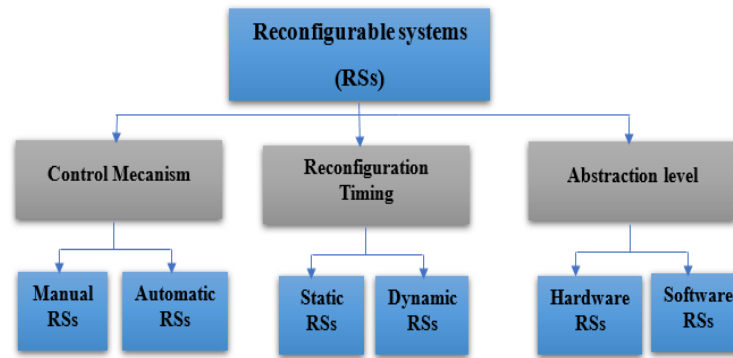 Reconfigurable systems
(RSs)
Control Mecanism
Reconfiguration
Timing
Abstraction level
Manual
RSs
Automatic
RSs
Static
RSs
Dynamic
RSs
Hardware
RSs
Software
RSs